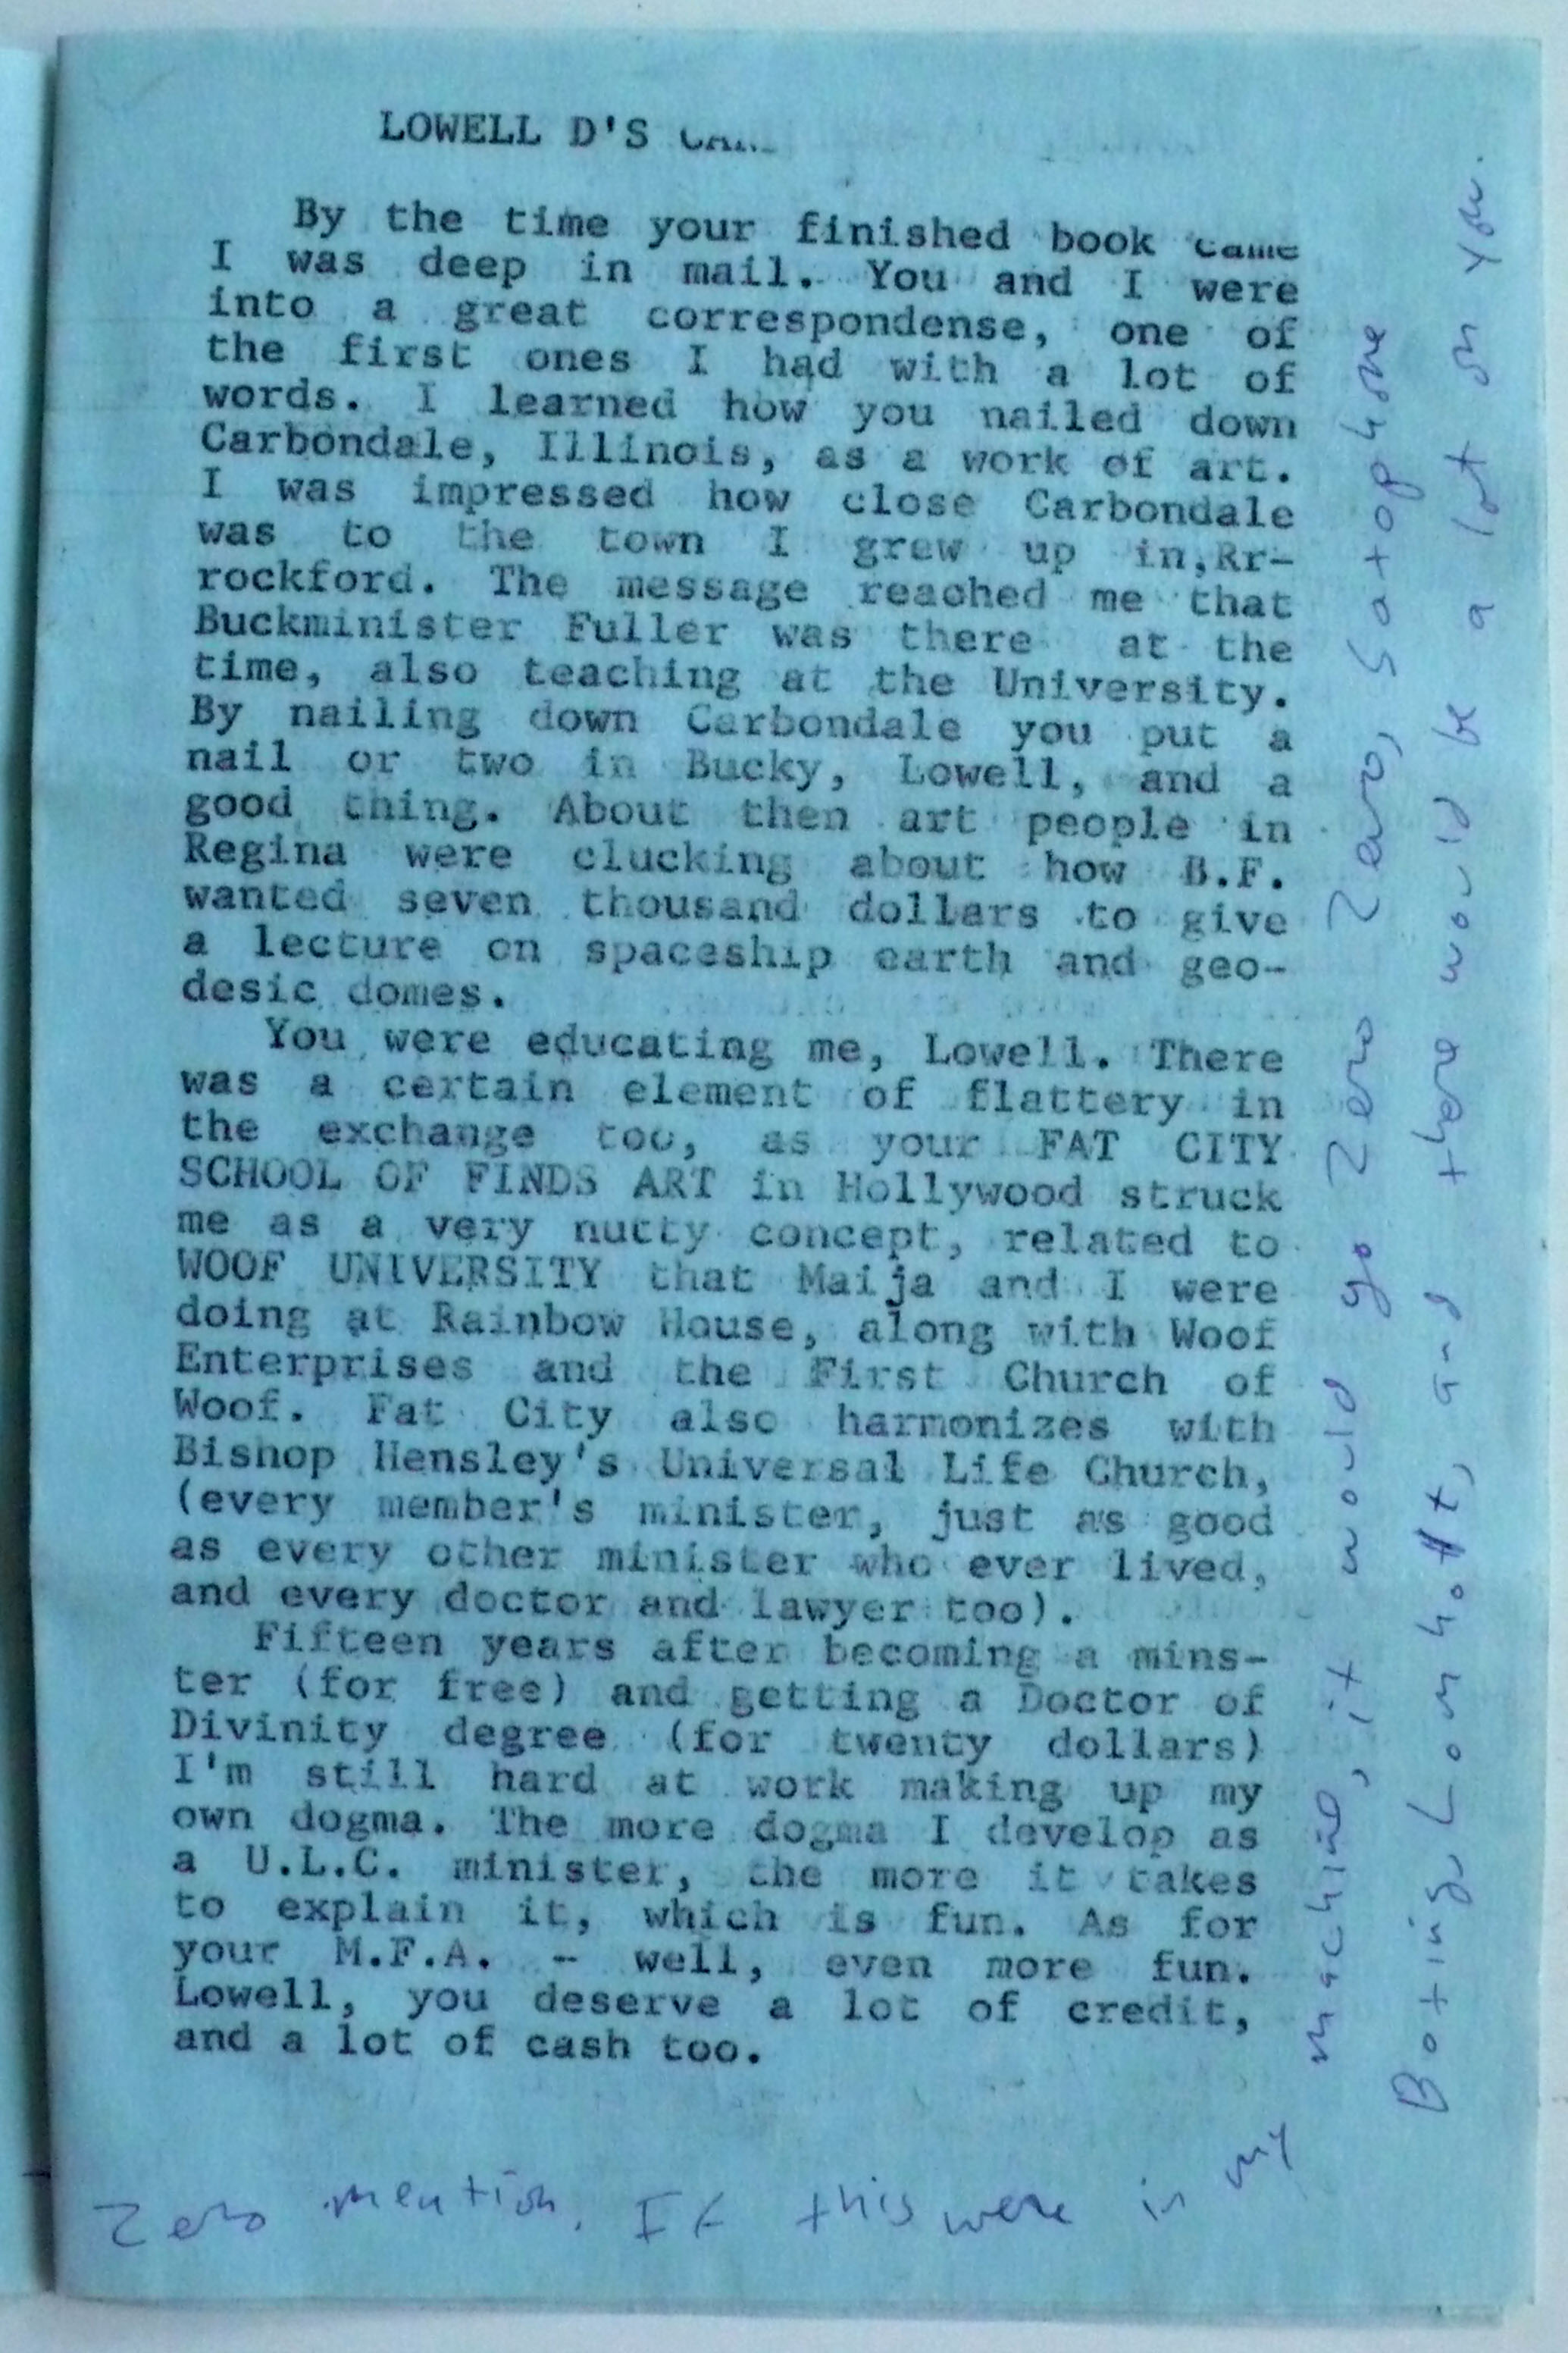 LOWELL D'S
By the time your finished book came
I was deep in mail. You and I were
into a great correspondense, one of
the first ones I had with a lot of
words. I learned how you nailed down
Carbondale, Illinois, as a work of art.
I was impressed how close Carbondale
was to the town I grew up in,Rr-
rockford. The message reached me that
Buckminister Fuller was there at the
time, also teaching at the University.
By nailing down Carbondale you put a
nail or two in Bucky, Lowell, and a
good thing. About then art people in
Regina were clucking about how B.F.
wanted seven thousand dollars to give
a lecture on spaceship earth and geo-
desic domes.
You were educating me, Lowell. There
was a certain element of flattery in
the exchange too, as your FAT CITY
SCHOOL OF FINDS ART in Hollywood struck
me as a very nutty concept, related to
WOOF UNIVERSITY that Maija and I were
doing at Rainbow House, along with Woof
Enterprises and the First Church of
Woof. Fat City also harmonizes with
Bishop Hensley's Universal Life Church,
(every member's minister, just as good
as every other minister who ever lived,
and every doctor and lawyer too).
Fifteen years after becoming a mins-
ter (for free) and getting a Doctor of
Divinity degree (for twenty dollars)
I'm still hard at work making up my
own dogma. The more dogma I develop as
a U.L.C. minister, the more it takes
to explain it, which is fun. As for
your M.F.A. - well, even more fun.
Lowell, you deserve a lot of credit,
and a lot of cash too.
Zero mention. If this were in my
machine, it would go Zero Zero, Satophone
Boting, Lon hott, and there would be a lot on you.